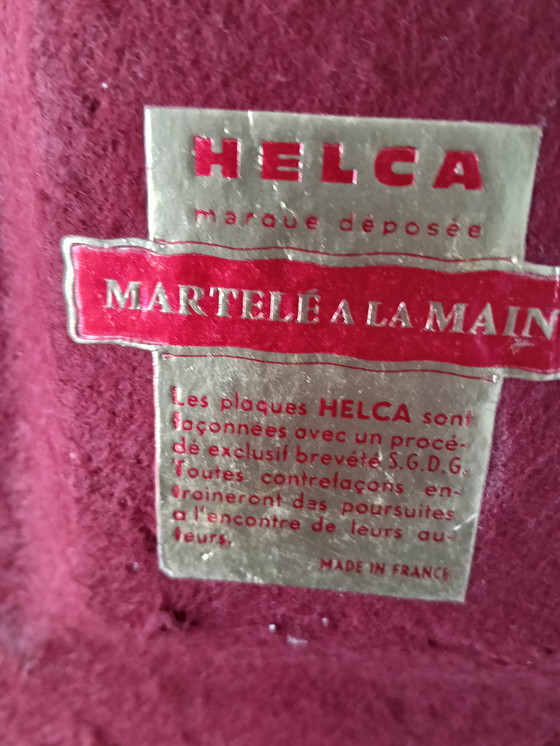 HELCA
marque déposée
MARTELÉ A LA MAIN
Les plaques HELCA sont
façonnées avec un procé-
dé exclusif breveté S.G.D.G.
Toutes contrefaçons en-
traineront des poursuites
a l'encontre de leurs au-
teurs.
MADE IN FRANCE